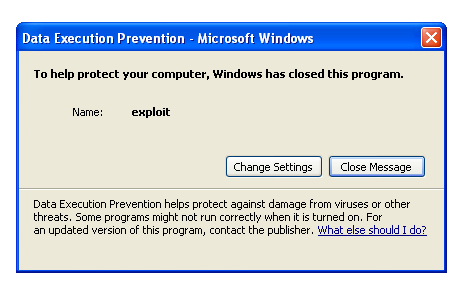 Data Execution Prevention - Microsoft Windows
To help protect your computer, Windows has closed this program.
Name: exploit
Change Settings Close Message
Data Execution Prevention helps protect against damage from viruses or other
threats. Some programs might not run correctly when it is turned on. For
an updated version of this program, contact the publisher. What else should I do?